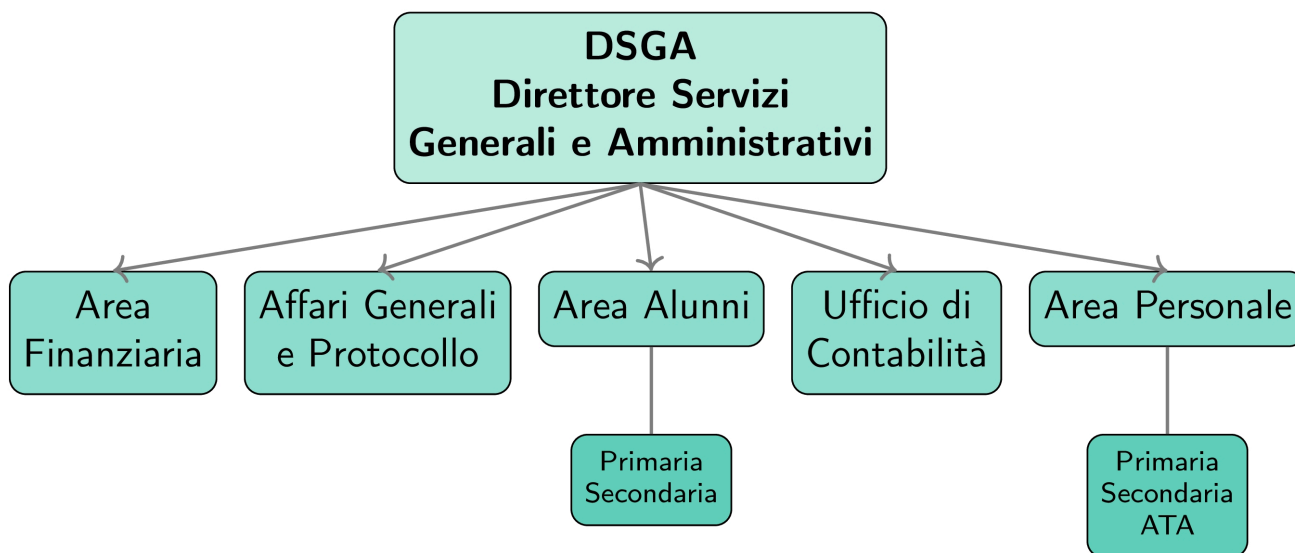 DSGA
Direttore Servizi
Generali e Amministrativi
Area
Finanziaria
Affari Generali
e Protocollo
Area Alunni
Ufficio di
Contabilità
Area Personale
Primaria
Secondaria
Primaria
Secondaria
ATA